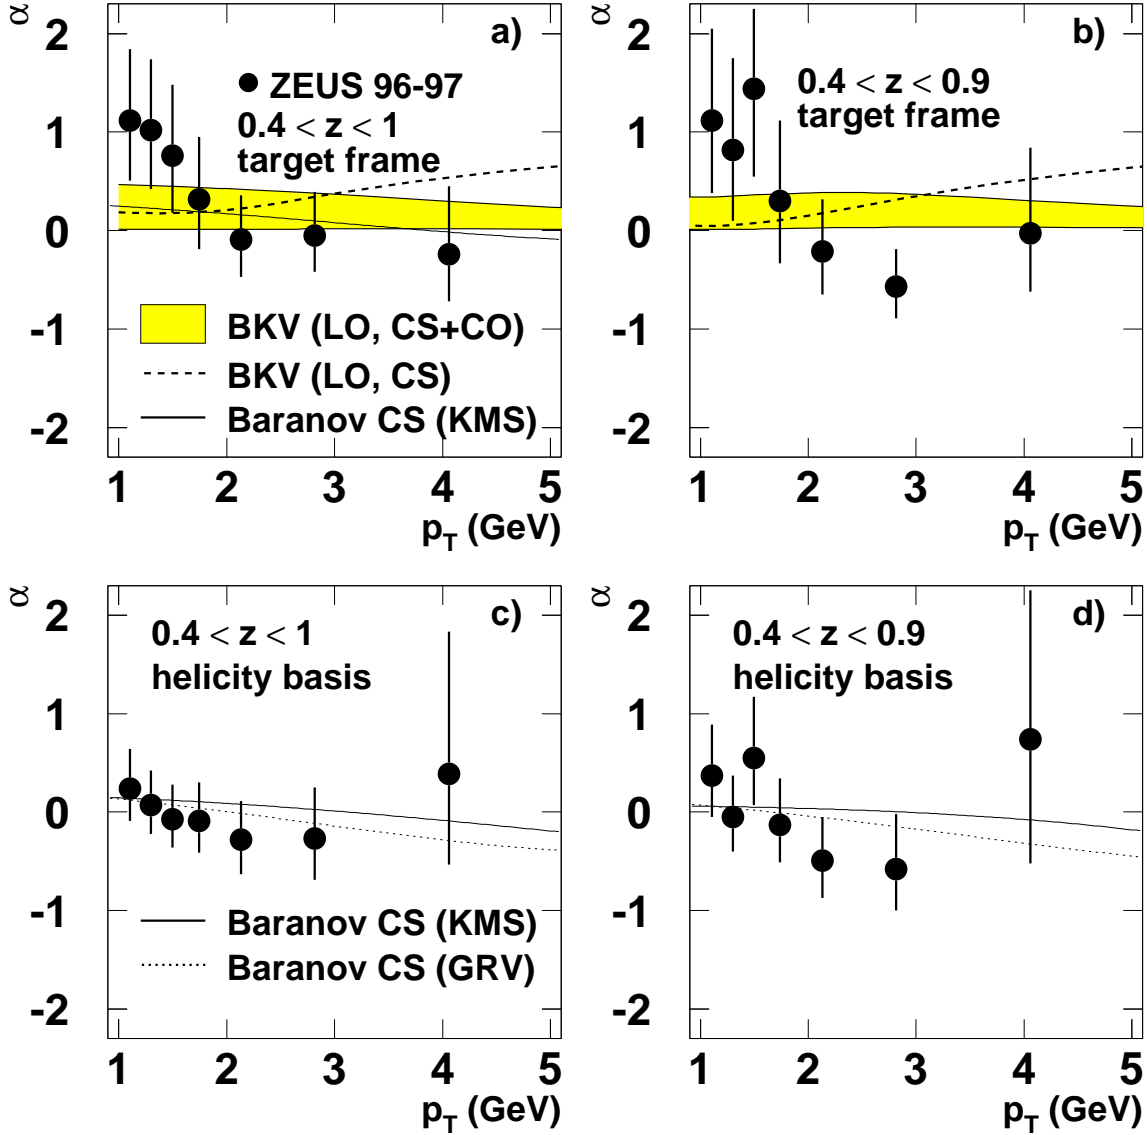 α
a)
2
1
0
-1
-2
ZEUS 96-97
0.4 < z < 1
target frame
BKV (LO, CS+CO)
BKV (LO, CS)
Baranov CS (KMS)
1 2 3 4 5
p_T (GeV)
α
b)
2
1
0
-1
-2
0.4 < z < 0.9
target frame
1 2 3 4 5
p_T (GeV)
α
c)
2
1
0
-1
-2
0.4 < z < 1
helicity basis
Baranov CS (KMS)
Baranov CS (GRV)
1 2 3 4 5
p_T (GeV)
α
d)
2
1
0
-1
-2
0.4 < z < 0.9
helicity basis
1 2 3 4 5
p_T (GeV)